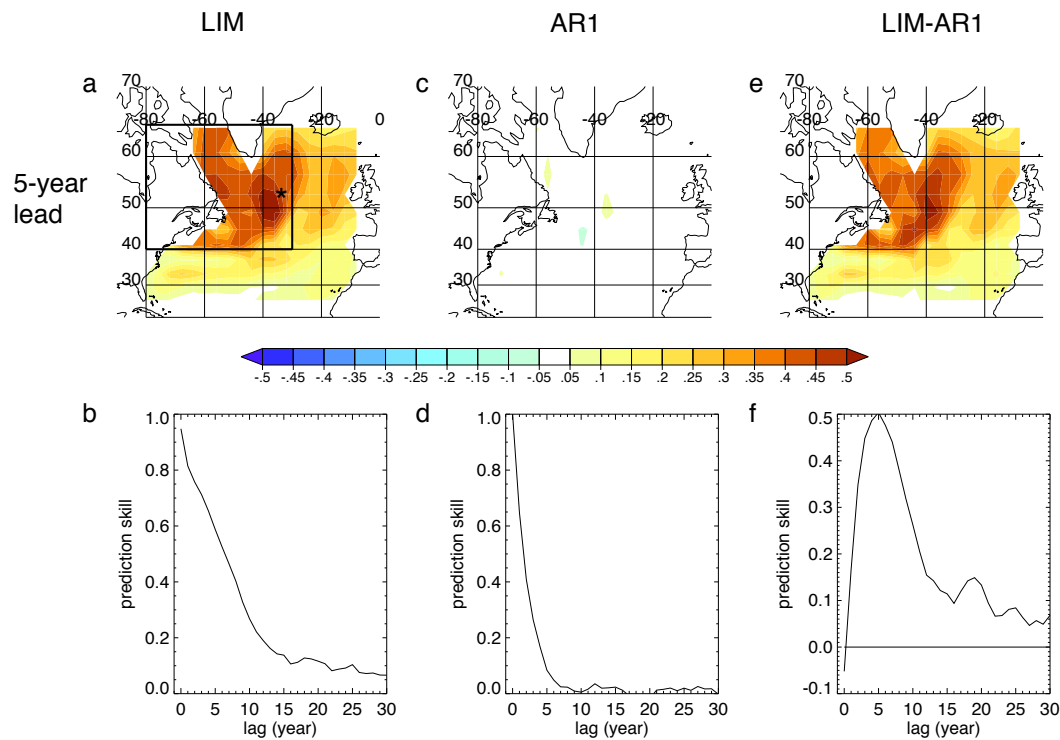 LIM AR1 LIM-AR1
a c e
70 70 70
-80 -60 -40 -20 0
-80 -60 -40 -20
-80 -60 -40 -20
60 60 60
5-year
lead
50 50 50
40 40 40
30 30 30
-.5 -.45 -.4 -.35 -.3 -.25 -.2 -.15 -.1 -.05 .05 .1 .15 .2 .25 .3 .35 .4 .45 .5
b d f
1.0 1.0 0.5
0.8 0.8 0.4
0.6 0.6 0.3
0.4 0.4 0.2
0.2 0.2 0.1
0.0 0.0 0.0
-0.1
prediction skill prediction skill prediction skill
0 5 10 15 20 25 30
0 5 10 15 20 25 30
0 5 10 15 20 25 30
lag (year) lag (year) lag (year)